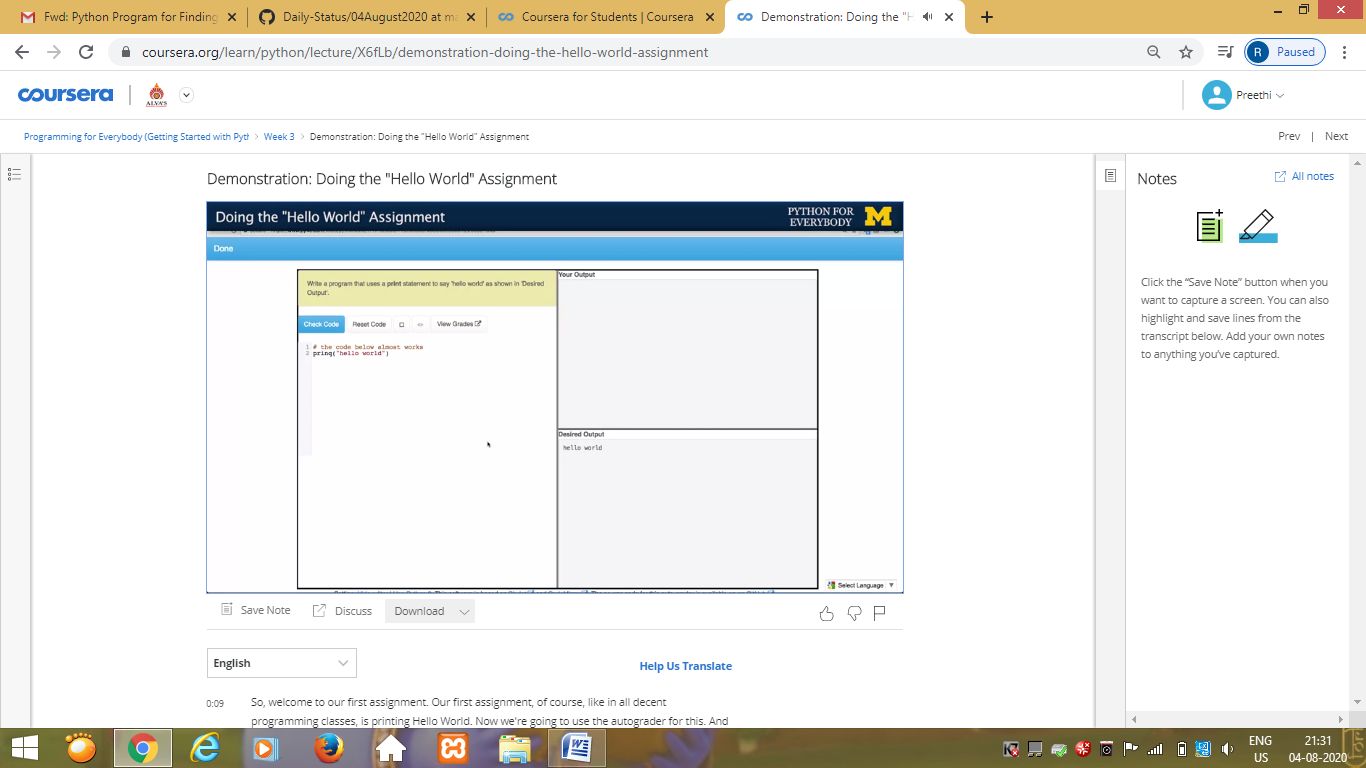 Fwd: Python Program for Finding
Daily-Status/04August2020 at ma
Coursera for Students | Coursera
Demonstration: Doing the "H
coursera.org/learn/python/lecture/X6fLb/demonstration-doing-the-hello-world-assignment
R Paused
coursera
ALVA'S
Preethi
Programming for Everybody (Getting Started with Pyth > Week 3 > Demonstration: Doing the "Hello World" Assignment
Prev | Next
Demonstration: Doing the "Hello World" Assignment
Doing the "Hello World" Assignment
PYTHON FOR
EVERYBODY
M
Done
Write a program that uses a print statement to say 'hello world' as shown in 'Desired
Output'.
Check Code Reset Code View Grades
1 # the code below almost works
2 prinq("hello world")
Your Output
Desired Output
hello world
Select Language
Save Note Discuss Download
English
Help Us Translate
0:09 So, welcome to our first assignment. Our first assignment, of course, like in all decent
programming classes, is printing Hello World. Now we're going to use the autograder for this. And
Notes
All notes
Click the “Save Note” button when you
want to capture a screen. You can also
highlight and save lines from the
transcript below. Add your own notes
to anything you’ve captured.
ENG
US
21:31
04-08-2020